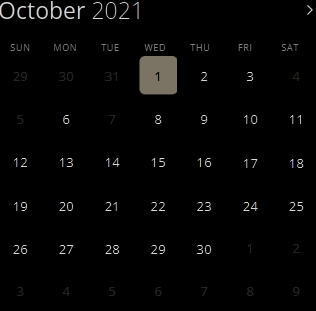 October 2021 >
SUN MON TUE WED THU FRI SAT
29 30 31 1 2 3 4
5 6 7 8 9 10 11
12 13 14 15 16 17 18
19 20 21 22 23 24 25
26 27 28 29 30 1 2
3 4 5 6 7 8 9